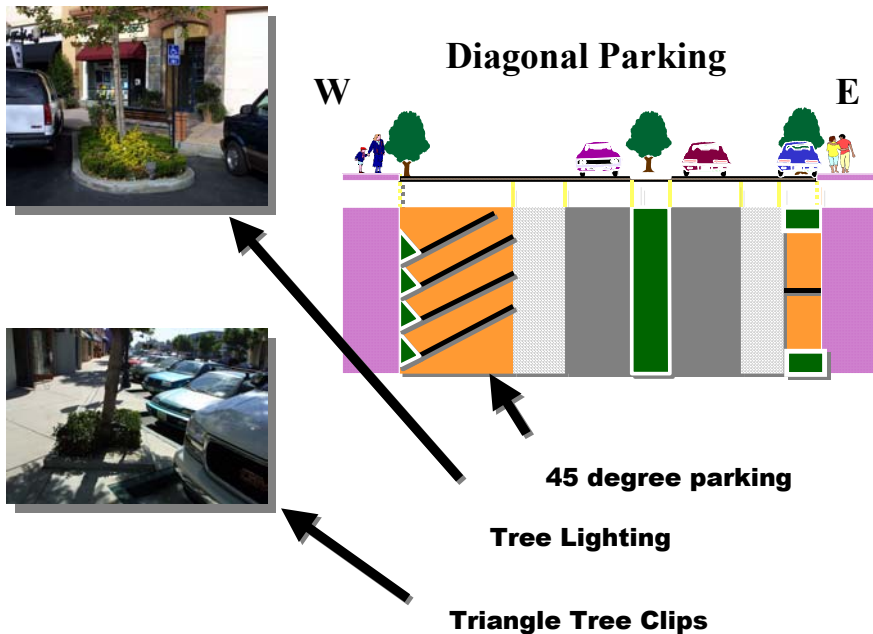 Diagonal Parking
W
E
45 degree parking
Tree Lighting
Triangle Tree Clips